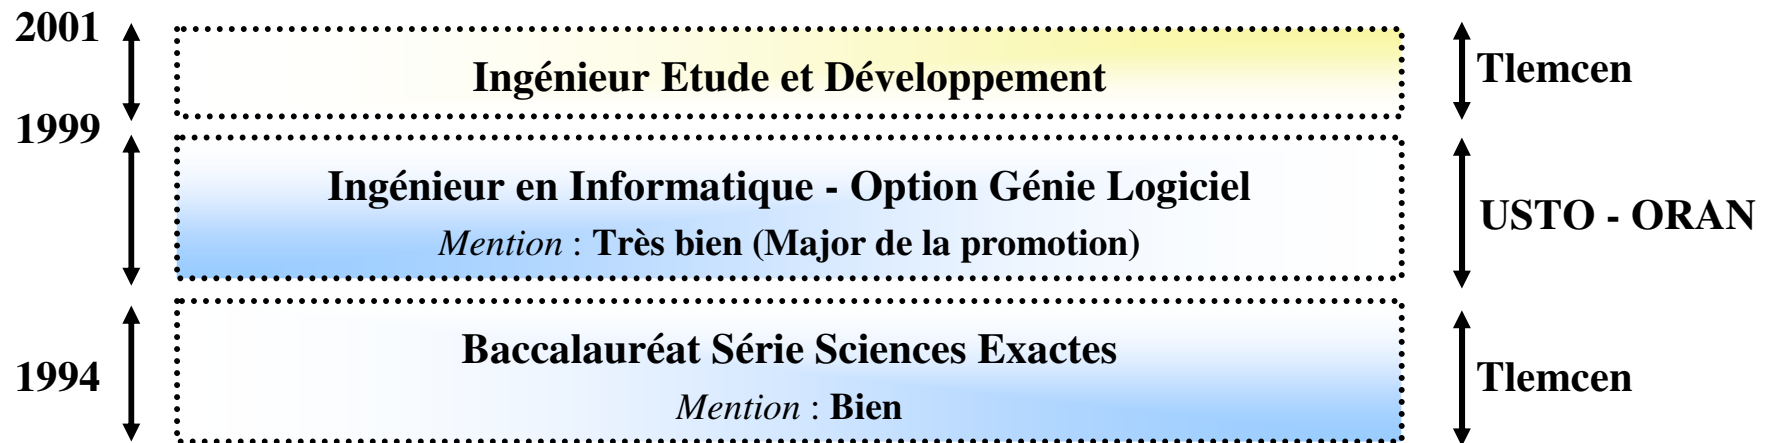 2001
Ingénieur Etude et Développement
Tlemcen
1999
Ingénieur en Informatique - Option Génie Logiciel
Mention : Très bien (Major de la promotion)
USTO - ORAN
Baccalauréat Série Sciences Exactes
1994
Mention : Bien
Tlemcen